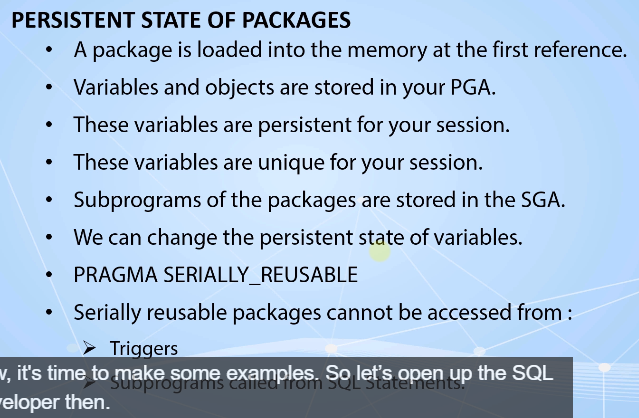 PERSISTENT STATE OF PACKAGES
• A package is loaded into the memory at the first reference.
• Variables and objects are stored in your PGA.
• These variables are persistent for your session.
• These variables are unique for your session.
• Subprograms of the packages are stored in the SGA.
• We can change the persistent state of variables.
• PRAGMA SERIALLY_REUSABLE
• Serially reusable packages cannot be accessed from :
➢ Triggers
➢ Subprograms called from SQL Statements.
w, it's time to make some examples. So let's open up the SQL
veloper then.